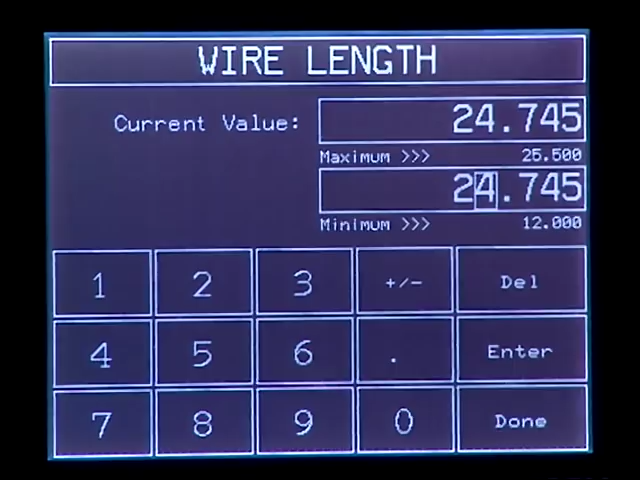 WIRE LENGTH
Current Value: 24.745
Maximum >>> 25.500
24.745
Minimum >>> 12.000
1 2 3 +/- Del
4 5 6 . Enter
7 8 9 0 Done